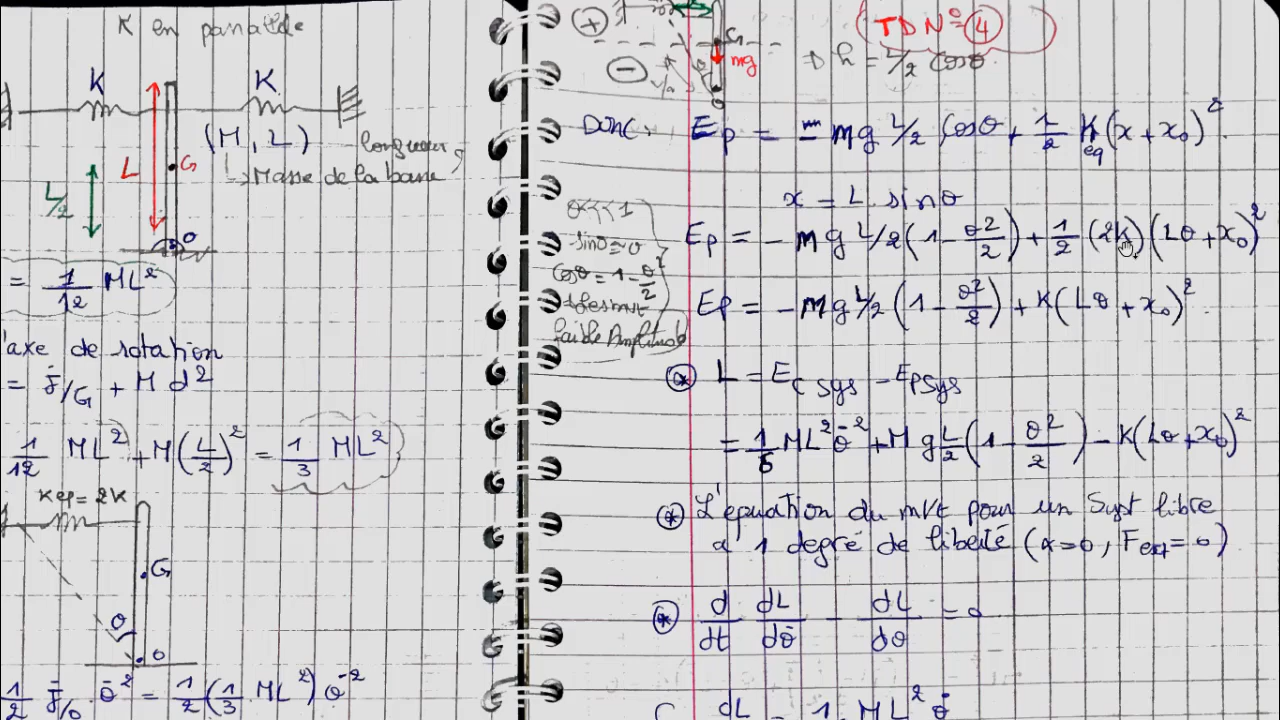 K en parallèle
K
K
(M, L)
longueur
L
G
L/2
Masse de la barre
O
= 1/12 ML²
l'axe de rotation
= J/G + M d²
1/12 ML² + M(L/2)² = 1/3 ML²
Keq = 2K
G
θ
O
1/2 J/o θ̇² = 1/2 (1/3 ML²) θ̇²
TDN°4
+
G
mg
⇒ h = L/2 cosθ
−
Donc: Ep = − mg L/2 cosθ + 1/2 Keq (x + x₀)²
x = L sinθ
θ<<<1
sinθ ≈ θ
cosθ = 1 − θ²/2
faible Amplitude
Ep = − mg L/2 (1 − θ²/2) + 1/2 (2K) (Lθ + x₀)²
Ep = − mg L/2 (1 − θ²/2) + K(Lθ + x₀)²
L = Ec sys − Ep sys
= 1/6 ML² θ̇² + Mg L/2 (1 − θ²/2) − K(Lθ + x₀)²
L'équation du mvt pour un Syst libre
a 1 degré de liberté (α=0, Fext=0)
d/dt dL/dθ̇ − dL/dθ = 0
dL 1 ML² θ̇